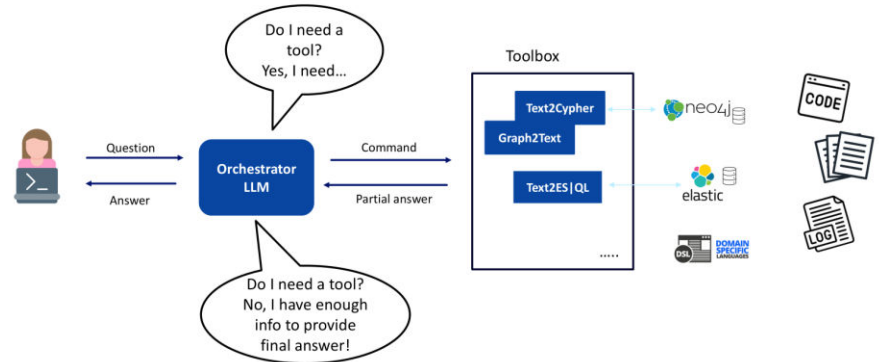 Do I need a
tool?
Yes, I need...
Toolbox
Question
Answer
Orchestrator
LLM
Command
Partial answer
Text2Cypher
Graph2Text
Text2ES|QL
.....
neo4j
elastic
DSL
DOMAIN
SPECIFIC
LANGUAGES
CODE
LOG
>_
Do I need a tool?
No, I have enough
info to provide
final answer!